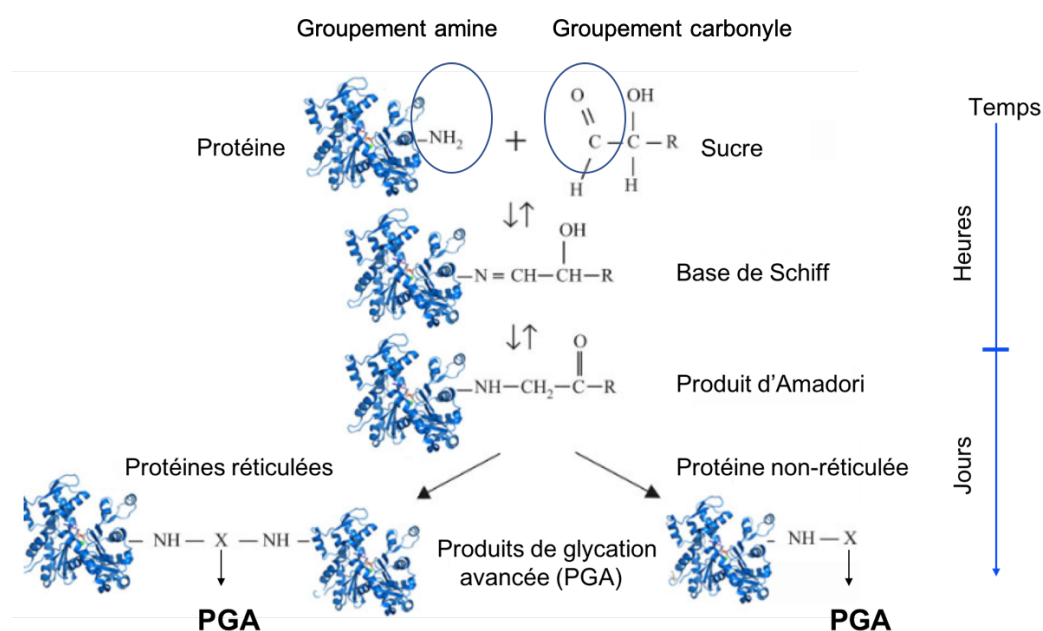 Groupement amine
Groupement carbonyle
Temps
Protéine
–NH₂
+
O
OH
C – C – R
H
H
Sucre
↓↑
OH
–N = CH–CH–R
Base de Schiff
Heures
↓↑
O
–NH–CH₂–C–R
Produit d'Amadori
Jours
Protéines réticulées
Protéine non-réticulée
– NH – X – NH –
Produits de glycation
avancée (PGA)
– NH – X
PGA
PGA